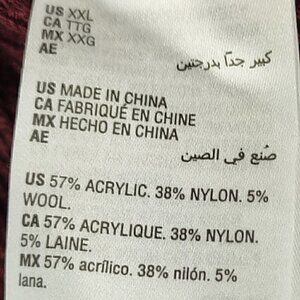 US XXL
CA TTG
MX XXG
AE
كبير جدًا بدرجتين
US MADE IN CHINA
CA FABRIQUÉ EN CHINE
MX HECHO EN CHINA
AE
صُنع في الصين
US 57% ACRYLIC. 38% NYLON. 5%
WOOL.
CA 57% ACRYLIQUE. 38% NYLON.
5% LAINE.
MX 57% acrílico. 38% nilón. 5%
lana.